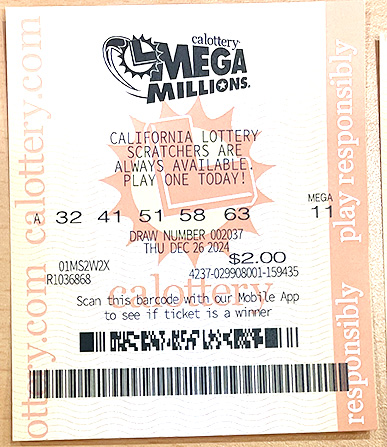 calottery
MEGA
MILLIONS®
CALIFORNIA LOTTERY
SCRATCHERS ARE
ALWAYS AVAILABLE.
PLAY ONE TODAY!
MEGA
A 32 41 51 58 63 11
DRAW NUMBER 002037
THU DEC 26 2024
$2.00
01MS2W2X
R1036868
4237-029908001-159435
calottery
Scan this barcode with our Mobile App
to see if ticket is a winner
ottery.com calottery.com
responsibly play responsibly